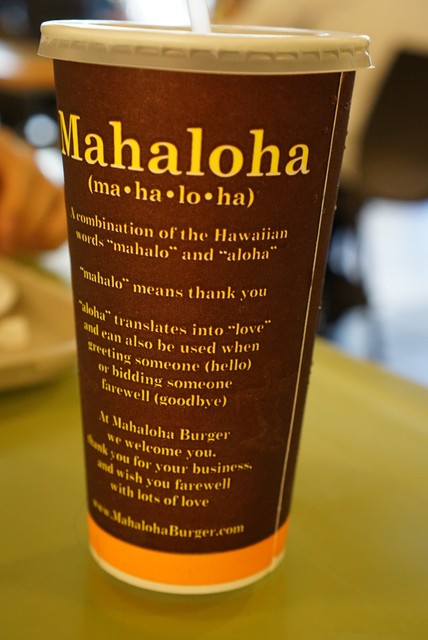 Mahaloha
(ma•ha•lo•ha)
A combination of the Hawaiian
words “mahalo” and “aloha”
“mahalo” means thank you
“aloha” translates into “love”
and can also be used when
greeting someone (hello)
or bidding someone
farewell (goodbye)
At Mahaloha Burger
we welcome you,
thank you for your business,
and wish you farewell
with lots of love
www.MahalohaBurger.com